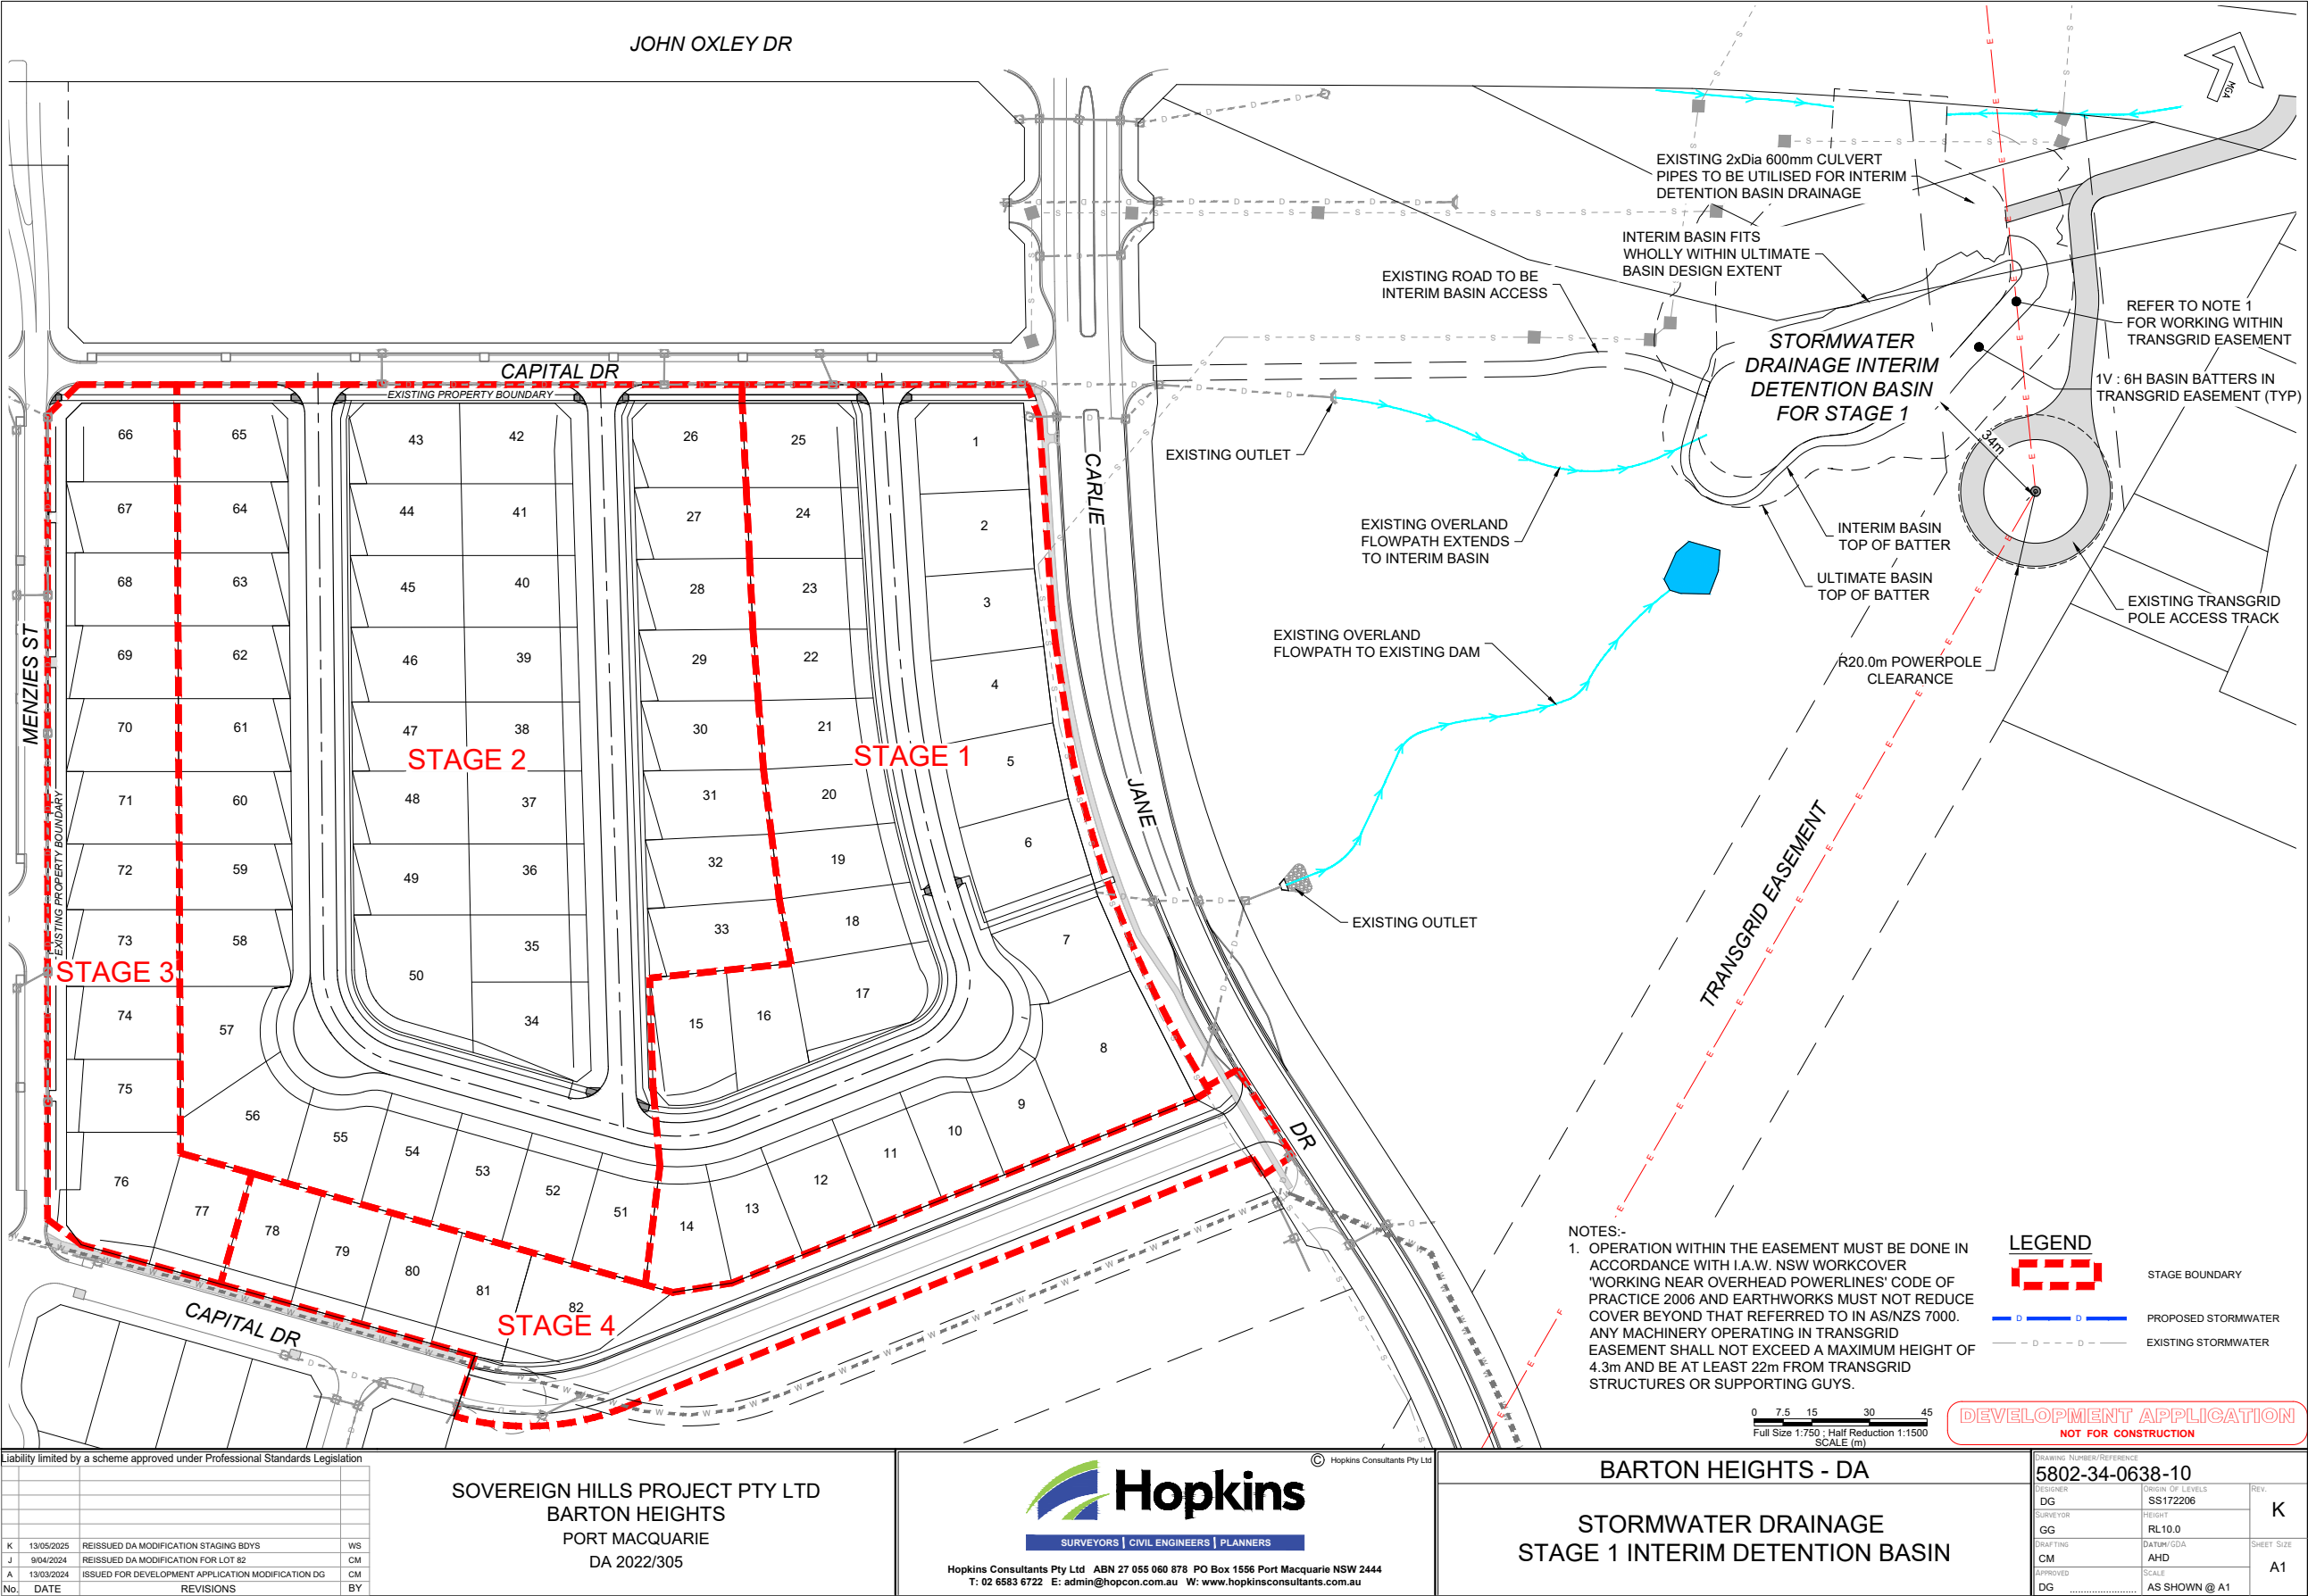 JOHN OXLEY DR
MGA
EXISTING 2xDia 600mm CULVERT
PIPES TO BE UTILISED FOR INTERIM
DETENTION BASIN DRAINAGE
INTERIM BASIN FITS
WHOLLY WITHIN ULTIMATE
BASIN DESIGN EXTENT
EXISTING ROAD TO BE
INTERIM BASIN ACCESS
REFER TO NOTE 1
FOR WORKING WITHIN
TRANSGRID EASEMENT
STORMWATER
DRAINAGE INTERIM
DETENTION BASIN
FOR STAGE 1
1V : 6H BASIN BATTERS IN
TRANSGRID EASEMENT (TYP)
34m
CAPITAL DR
EXISTING PROPERTY BOUNDARY
66 65 43 42 26 25 1
67 64 44 41 27 24 2
68 63 45 40 28 23 3
69 62 46 39 29 22 4
70 61 47 38 30 21 5
71 60 48 37 31 20 6
72 59 49 36 32 19
73 58 50 35 33 18 7
74 57 34 15 16 17 8
75 56 55 54 53 52 51
14 13 12 11 10 9
76 77 78 79 80 81 82
STAGE 1
STAGE 2
STAGE 3
STAGE 4
MENZIES ST
EXISTING PROPERTY BOUNDARY
CARLIE
JANE
DR
CAPITAL DR
EXISTING OUTLET
EXISTING OVERLAND
FLOWPATH EXTENDS
TO INTERIM BASIN
INTERIM BASIN
TOP OF BATTER
ULTIMATE BASIN
TOP OF BATTER
EXISTING TRANSGRID
POLE ACCESS TRACK
EXISTING OVERLAND
FLOWPATH TO EXISTING DAM
R20.0m POWERPOLE
CLEARANCE
EXISTING OUTLET
TRANSGRID EASEMENT
NOTES:-
1. OPERATION WITHIN THE EASEMENT MUST BE DONE IN
ACCORDANCE WITH I.A.W. NSW WORKCOVER
'WORKING NEAR OVERHEAD POWERLINES' CODE OF
PRACTICE 2006 AND EARTHWORKS MUST NOT REDUCE
COVER BEYOND THAT REFERRED TO IN AS/NZS 7000.
ANY MACHINERY OPERATING IN TRANSGRID
EASEMENT SHALL NOT EXCEED A MAXIMUM HEIGHT OF
4.3m AND BE AT LEAST 22m FROM TRANSGRID
STRUCTURES OR SUPPORTING GUYS.
LEGEND
STAGE BOUNDARY
D D PROPOSED STORMWATER
D D EXISTING STORMWATER
0 7.5 15 30 45
Full Size 1:750 ; Half Reduction 1:1500
SCALE (m)
DEVELOPMENT APPLICATION
NOT FOR CONSTRUCTION
Liability limited by a scheme approved under Professional Standards Legislation
K 13/05/2025 REISSUED DA MODIFICATION STAGING BDYS WS
J 9/04/2024 REISSUED DA MODIFICATION FOR LOT 82 CM
A 13/03/2024 ISSUED FOR DEVELOPMENT APPLICATION MODIFICATION DG CM
No. DATE REVISIONS BY
SOVEREIGN HILLS PROJECT PTY LTD
BARTON HEIGHTS
PORT MACQUARIE
DA 2022/305
© Hopkins Consultants Pty Ltd
Hopkins
SURVEYORS | CIVIL ENGINEERS | PLANNERS
Hopkins Consultants Pty Ltd ABN 27 055 060 878 PO Box 1556 Port Macquarie NSW 2444
T: 02 6583 6722 E: admin@hopcon.com.au W: www.hopkinsconsultants.com.au
BARTON HEIGHTS - DA
STORMWATER DRAINAGE
STAGE 1 INTERIM DETENTION BASIN
DRAWING NUMBER/REFERENCE
5802-34-0638-10
DESIGNER
DG
ORIGIN OF LEVELS
SS172206
REV.
K
SURVEYOR
GG
HEIGHT
RL10.0
DRAFTING
CM
DATUM/GDA
AHD
SHEET SIZE
A1
APPROVED
DG
SCALE
AS SHOWN @ A1